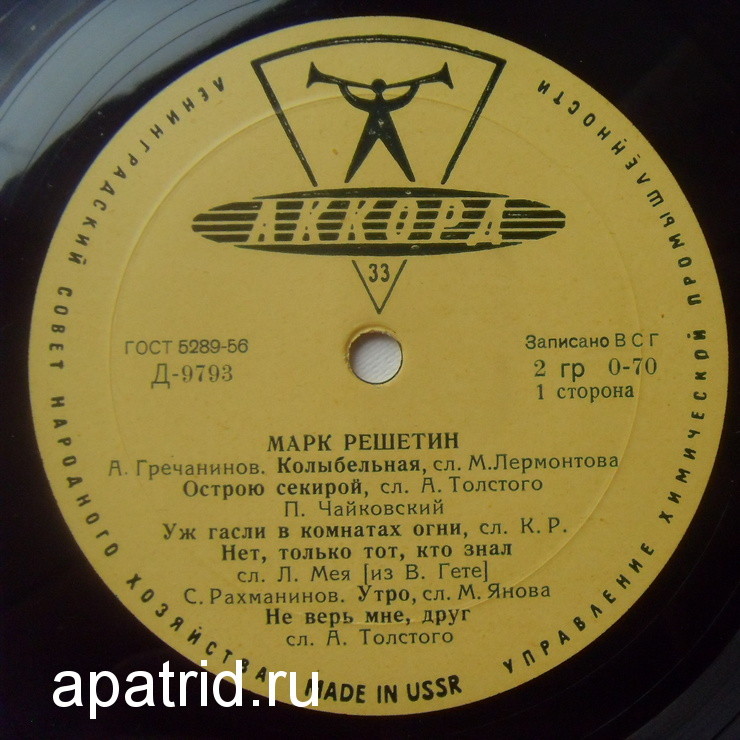 ЛЕНИНГРАДСКИЙ СОВЕТ НАРОДНОГО ХОЗЯЙСТВА
УПРАВЛЕНИЕ ХИМИЧЕСКОЙ ПРОМЫШЛЕННОСТИ
АККОРД
33
ГОСТ 5289-56
Д-9793
Записано ВСГ
2 гр 0-70
1 сторона
МАРК РЕШЕТИН
А. Гречанинов. Колыбельная, сл. М.Лермонтова
Острою секирой, сл. А.Толстого
П. Чайковский
Уж гасли в комнатах огни, сл. К.Р.
Нет, только тот, кто знал
сл. Л. Мея [из В. Гете]
С. Рахманинов. Утро, сл. М. Янова
Не верь мне, друг
сл. А. Толстого
MADE IN USSR
apatrid.ru